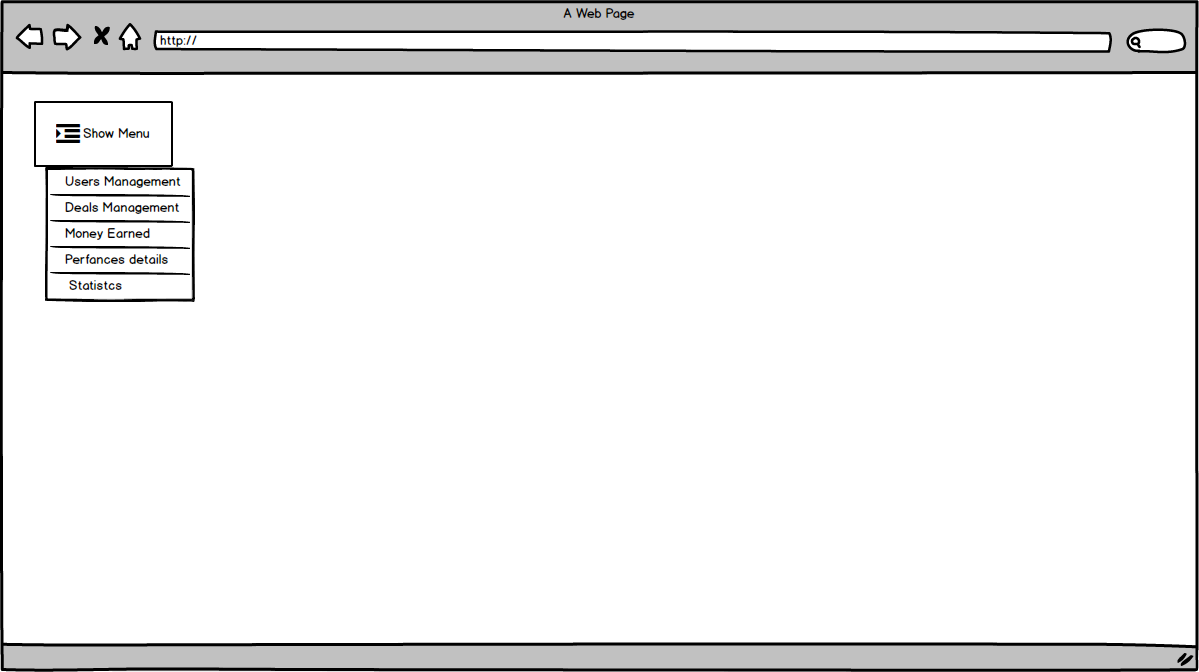 A Web Page
http://
Show Menu
Users Management
Deals Management
Money Earned
Perfances details
Statistcs